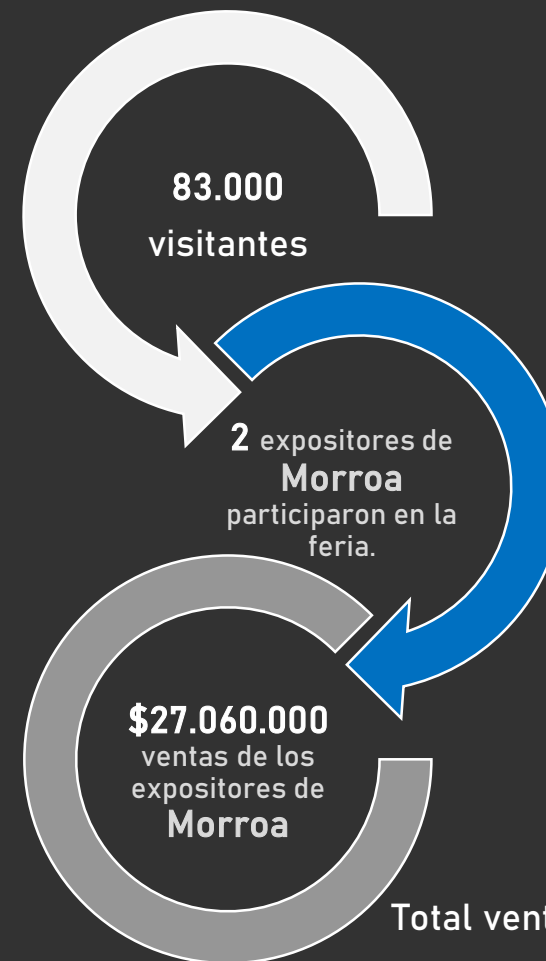 83.000
visitantes
2 expositores de
Morroa
participaron en la
feria.
$27.060.000
ventas de los
expositores de
Morroa
Total